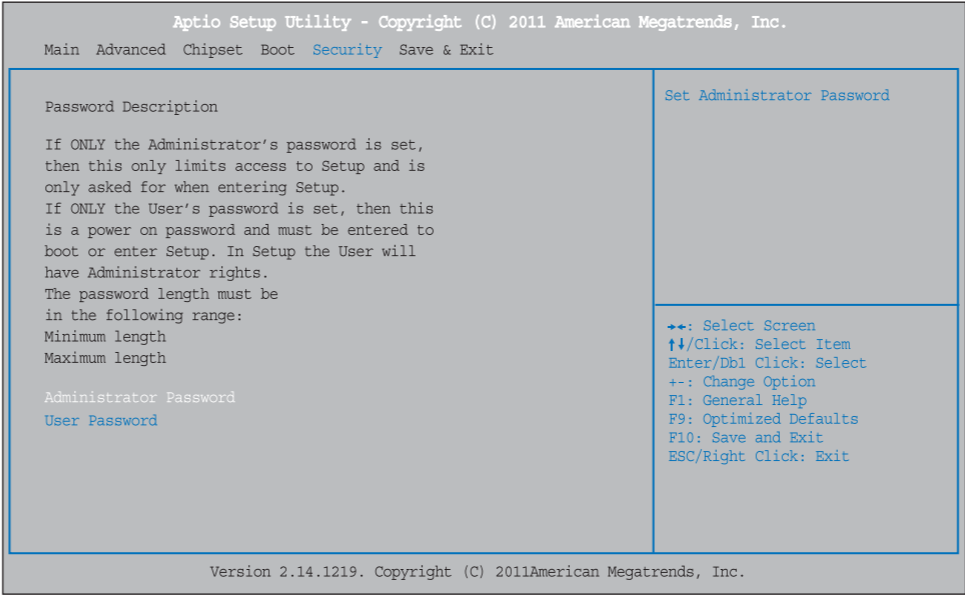 Aptio Setup Utility - Copyright (C) 2011 American Megatrends, Inc.
Main Advanced Chipset Boot Security Save & Exit
Password Description
If ONLY the Administrator's password is set,
then this only limits access to Setup and is
only asked for when entering Setup.
If ONLY the User's password is set, then this
is a power on password and must be entered to
boot or enter Setup. In Setup the User will
have Administrator rights.
The password length must be
in the following range:
Minimum length
Maximum length
Administrator Password
User Password
Set Administrator Password
→←: Select Screen
↑↓/Click: Select Item
Enter/Dbl Click: Select
+-: Change Option
F1: General Help
F9: Optimized Defaults
F10: Save and Exit
ESC/Right Click: Exit
Version 2.14.1219. Copyright (C) 2011American Megatrends, Inc.